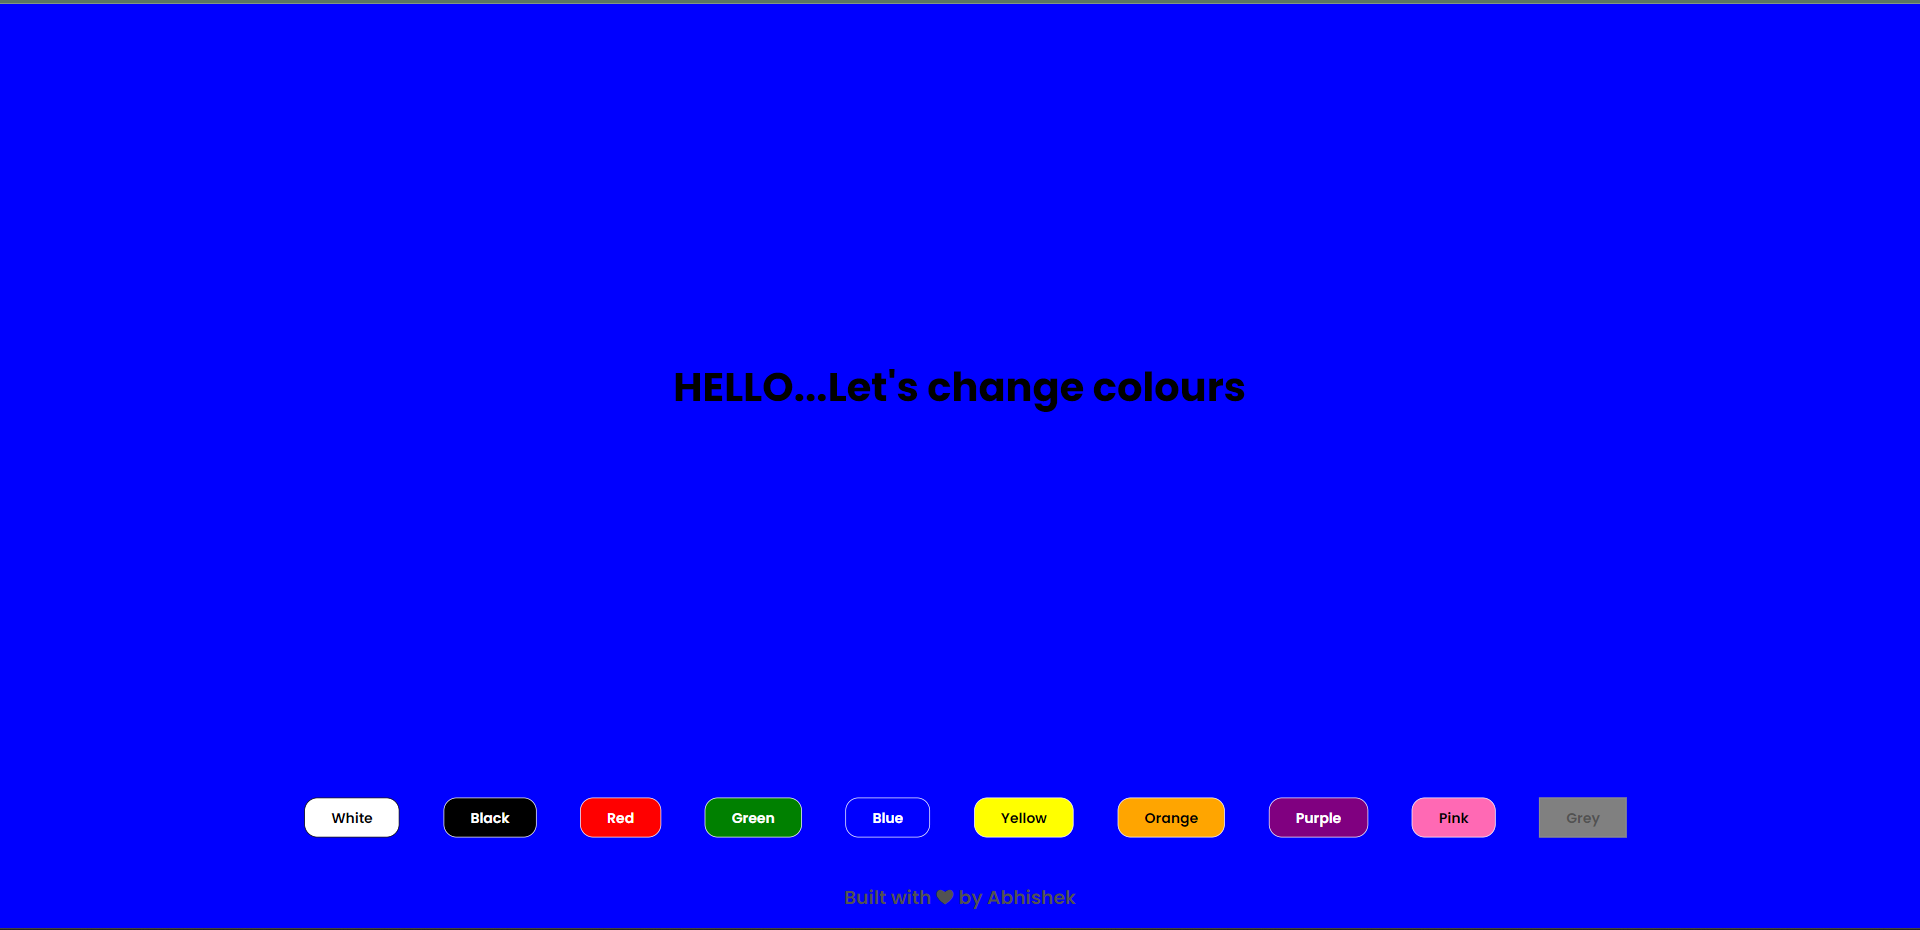 HELLO...Let's change colours
White Black Red Green Blue Yellow Orange Purple Pink Grey
Built with ♥ by Abhishek